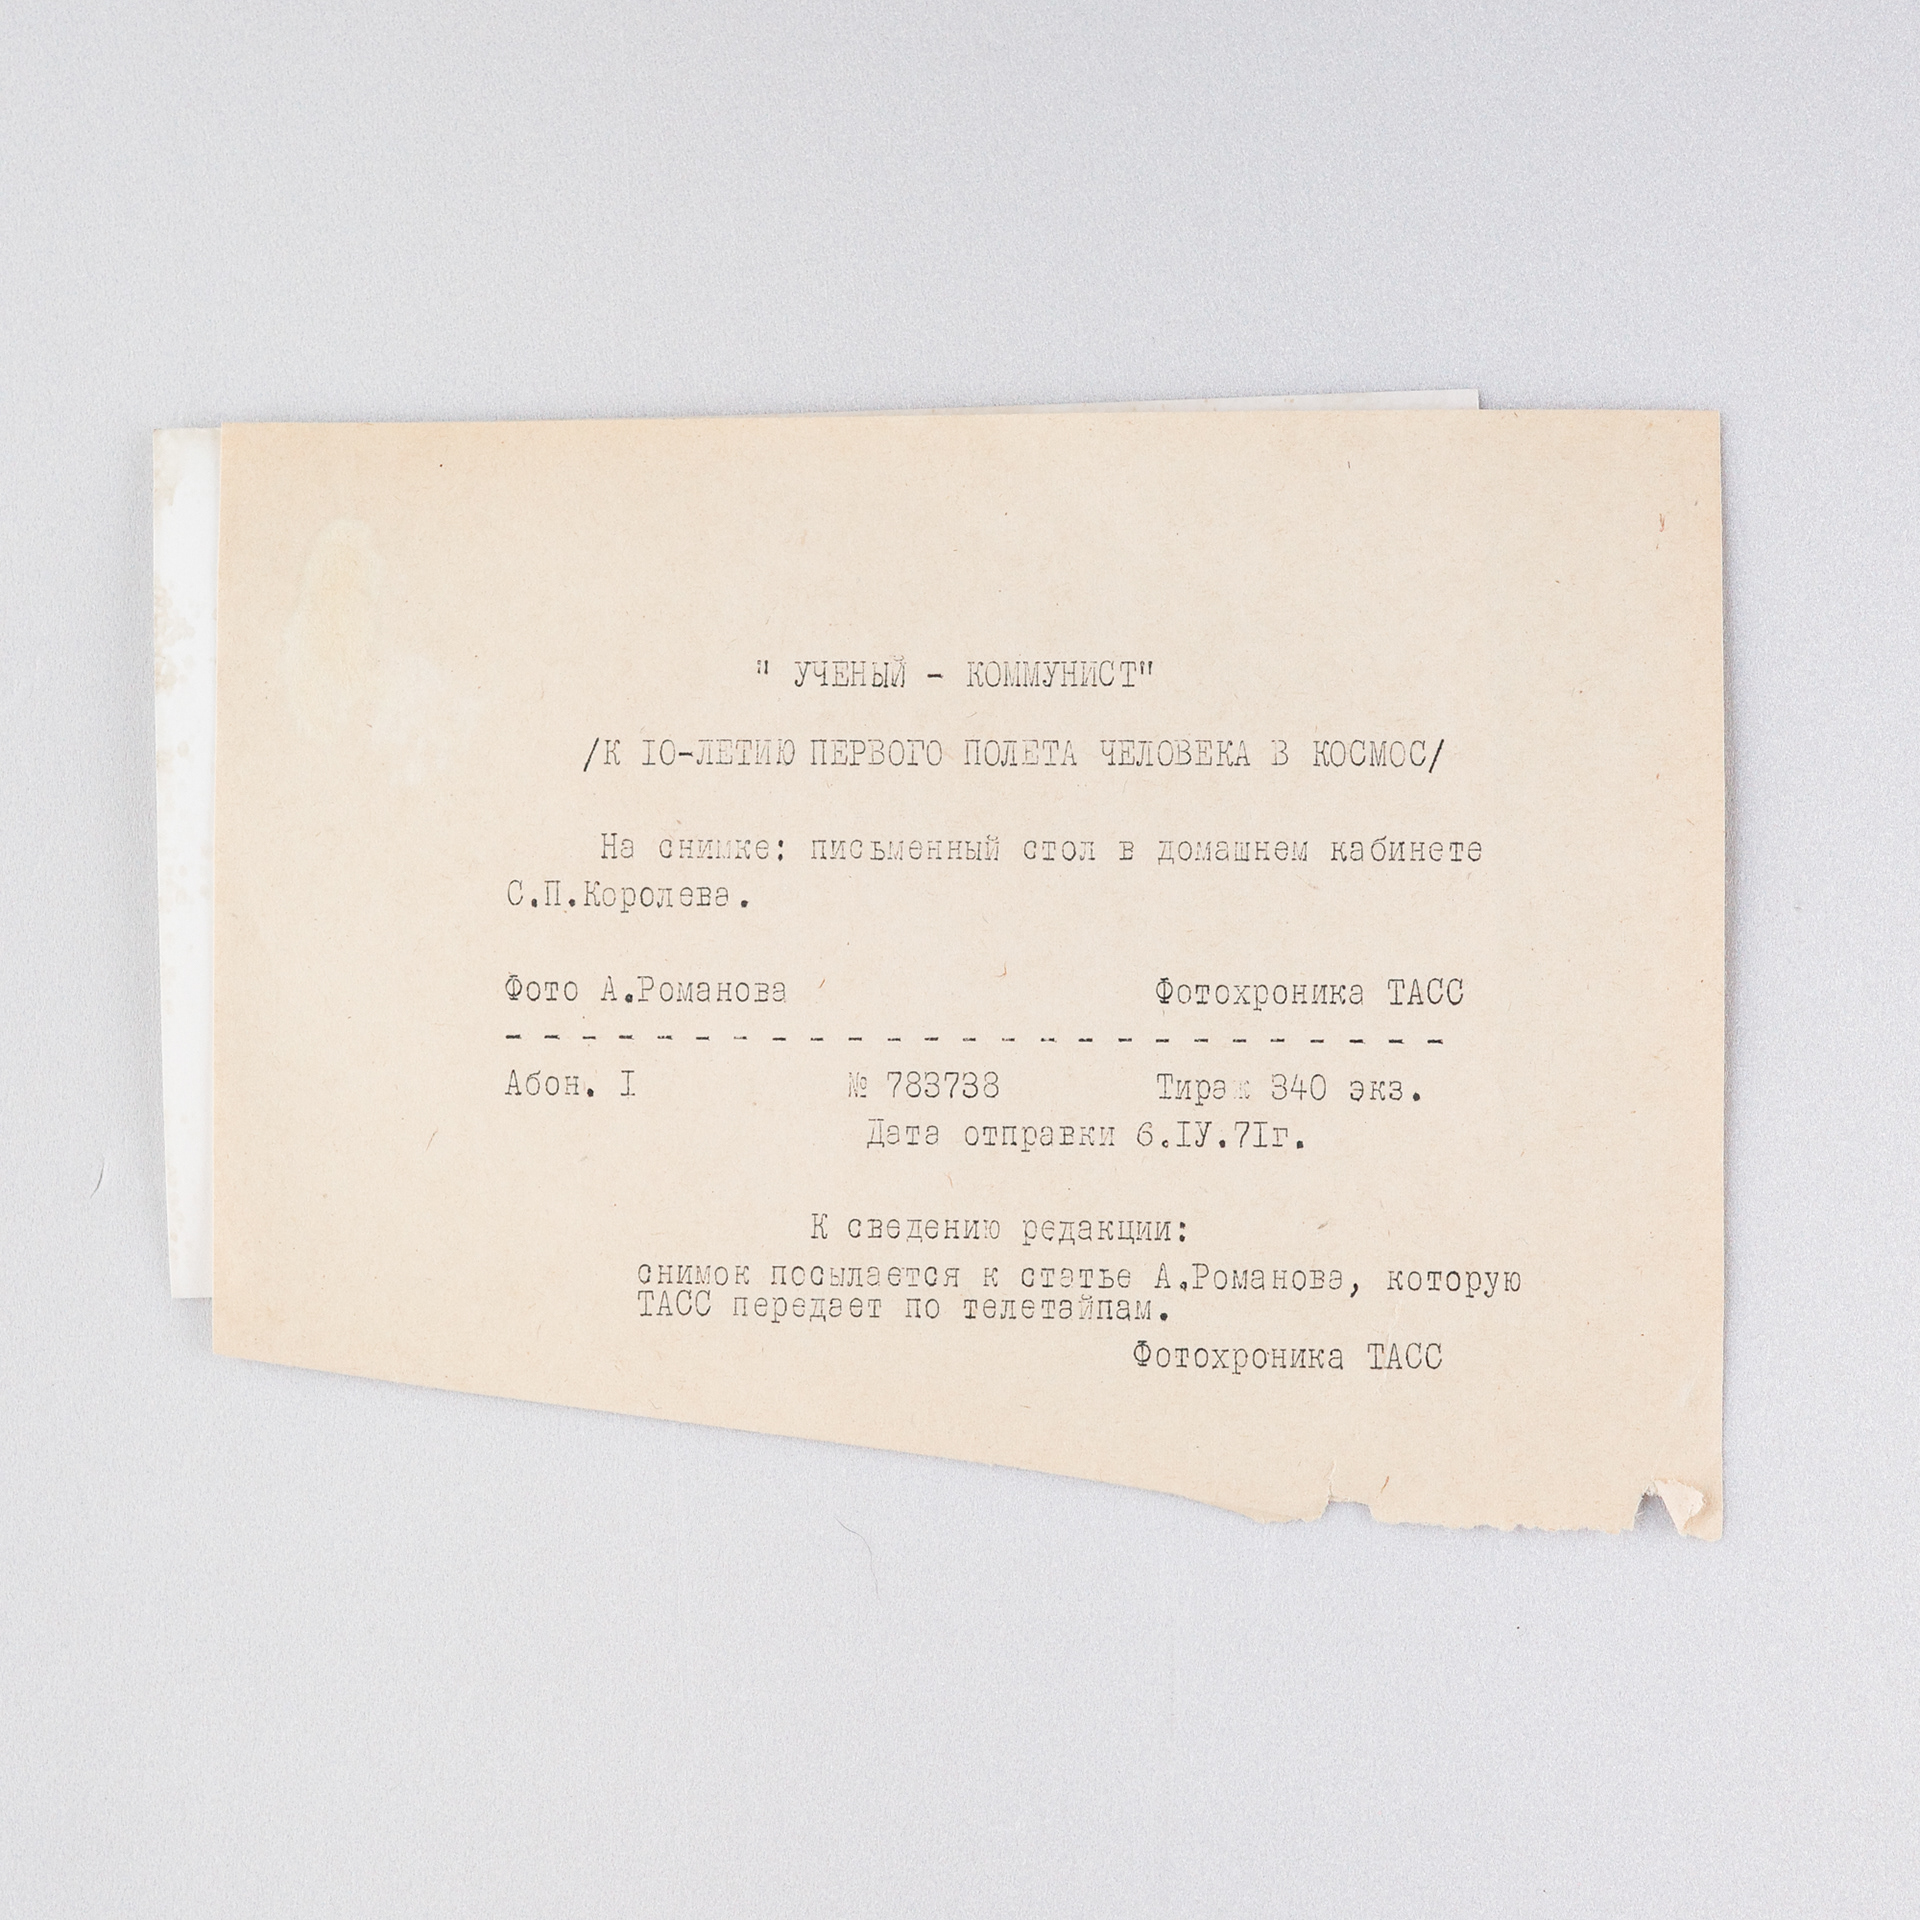 " УЧЕНЫЙ - КОММУНИСТ"
/К IО-ЛЕТИЮ ПЕРВОГО ПОЛЕТА ЧЕЛОВЕКА В КОСМОС/
На снимке: письменный стол в домашнем кабинете
С.П.Королева.
Фото А.Романова Фотохроника ТАСС
- - - - - - - - - - - - - - - - - - - - - - - - -
Абон. I № 783738 Тираж 340 экз.
Дата отправки 6.IУ.7Iг.
К сведению редакции:
снимок посылается к статье А.Романова, которую
ТАСС передает по телетайпам.
Фотохроника ТАСС